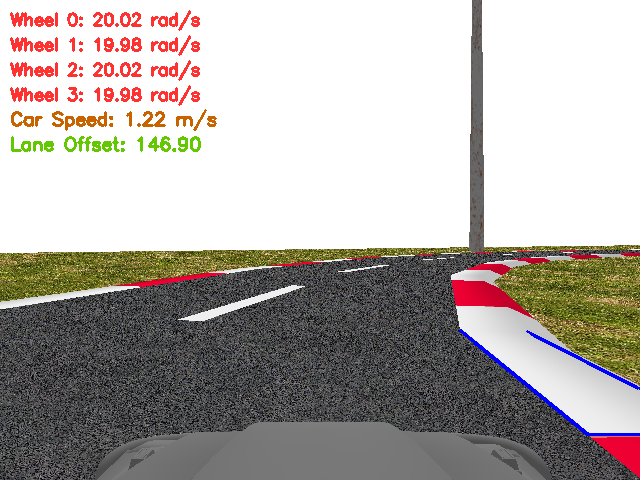 Wheel 0: 20.02 rad/s
Wheel 1: 19.98 rad/s
Wheel 2: 20.02 rad/s
Wheel 3: 19.98 rad/s
Car Speed: 1.22 m/s
Lane Offset: 146.90